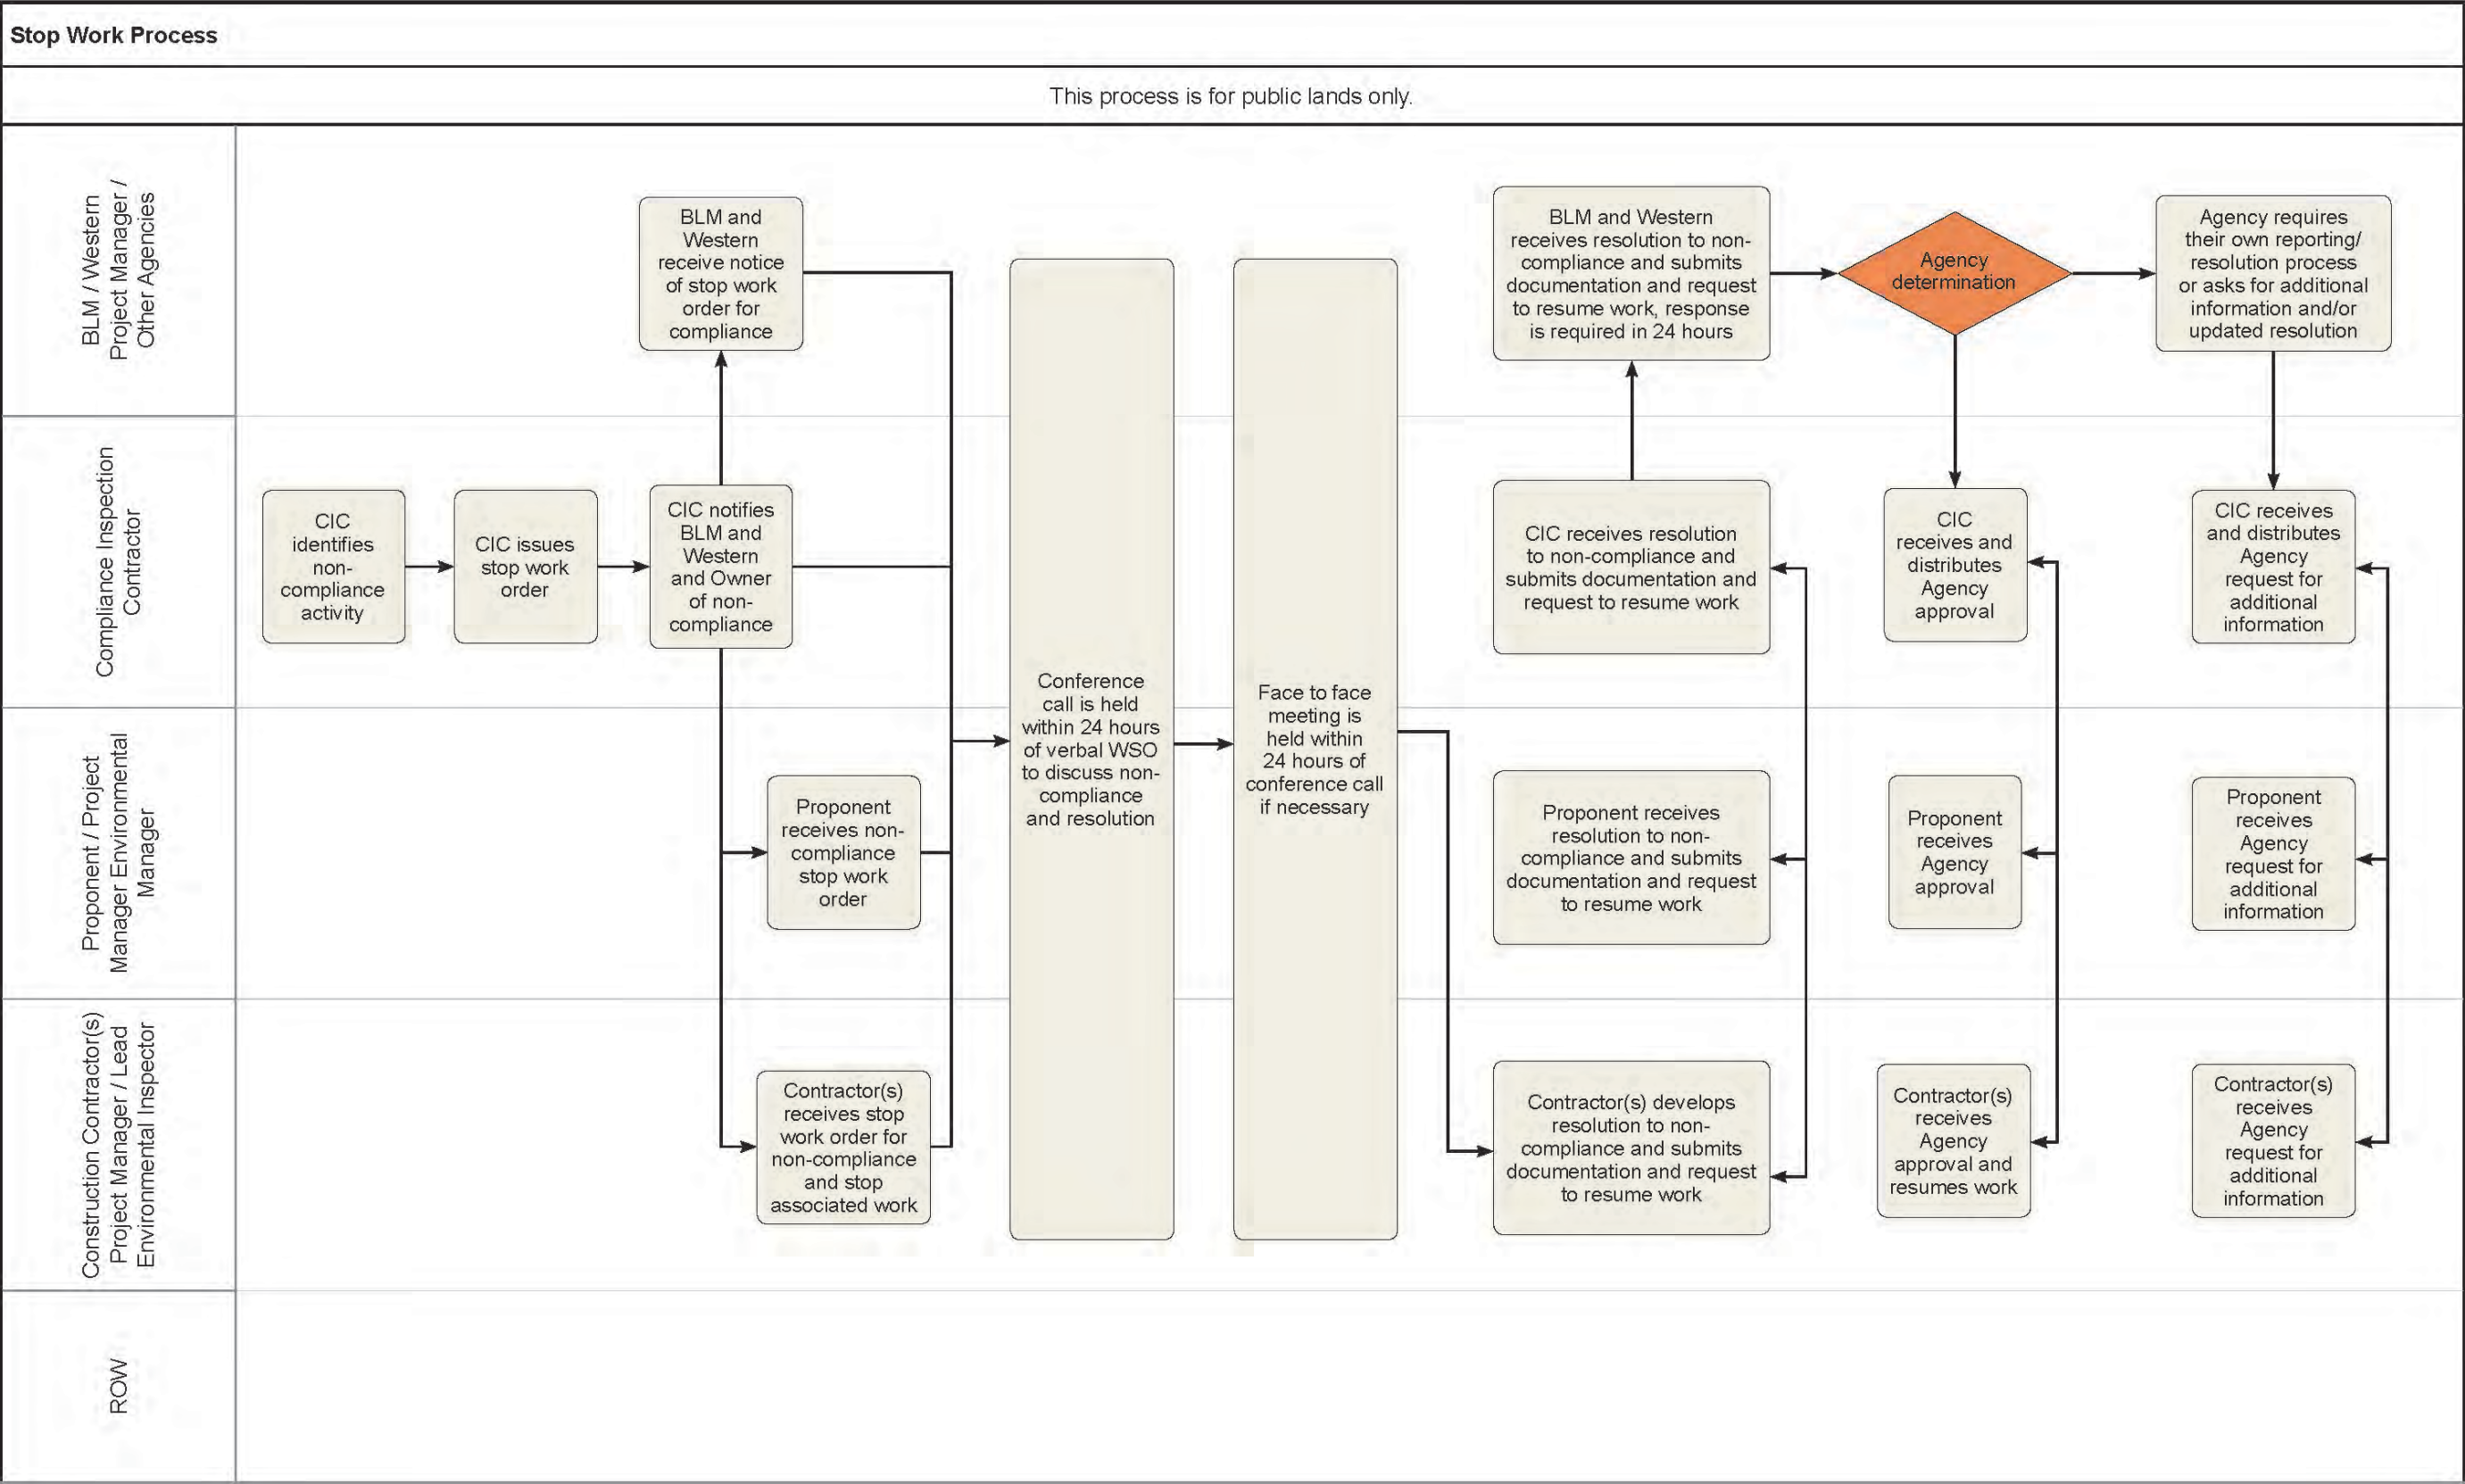 Stop Work Process
This process is for public lands only.
BLM / Western
Project Manager /
Other Agencies
BLM and
Western
receive notice
of stop work
order for
compliance
BLM and Western
receives resolution to non-
compliance and submits
documentation and request
to resume work, response
is required in 24 hours
Agency
determination
Agency requires
their own reporting/
resolution process
or asks for additional
information and/or
updated resolution
Compliance Inspection
Contractor
CIC
identifies
non-
compliance
activity
CIC issues
stop work
order
CIC notifies
BLM and
Western
and Owner
of non-
compliance
Conference
call is held
within 24 hours
of verbal WSO
to discuss non-
compliance
and resolution
Face to face
meeting is
held within
24 hours of
conference call
if necessary
CIC receives resolution
to non-compliance and
submits documentation and
request to resume work
CIC
receives and
distributes
Agency
approval
CIC receives
and distributes
Agency
request for
additional
information
Proponent / Project
Manager Environmental
Manager
Proponent
receives non-
compliance
stop work
order
Proponent receives
resolution to non-
compliance and submits
documentation and request
to resume work
Proponent
receives
Agency
approval
Proponent
receives
Agency
request for
additional
information
Construction Contractor(s)
Project Manager / Lead
Environmental Inspector
Contractor(s)
receives stop
work order for
non-compliance
and stop
associated work
Contractor(s) develops
resolution to non-
compliance and submits
documentation and request
to resume work
Contractor(s)
receives
Agency
approval and
resumes work
Contractor(s)
receives
Agency
request for
additional
information
ROW